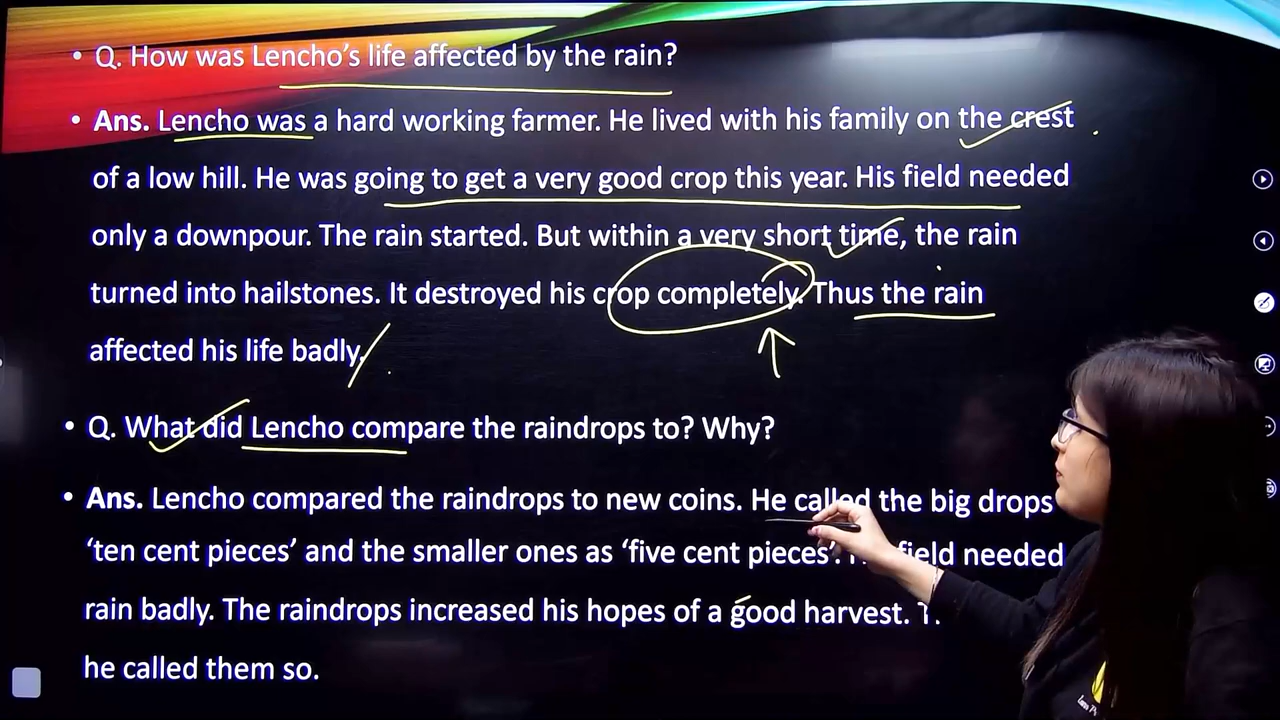 • Q. How was Lencho's life affected by the rain?
• Ans. Lencho was a hard working farmer. He lived with his family on the crest
of a low hill. He was going to get a very good crop this year. His field needed
only a downpour. The rain started. But within a very short time, the rain
turned into hailstones. It destroyed his crop completely. Thus the rain
affected his life badly.
• Q. What did Lencho compare the raindrops to? Why?
• Ans. Lencho compared the raindrops to new coins. He called the big drops
‘ten cent pieces’ and the smaller ones as ‘five cent pieces’. field needed
rain badly. The raindrops increased his hopes of a good harvest.
he called them so.